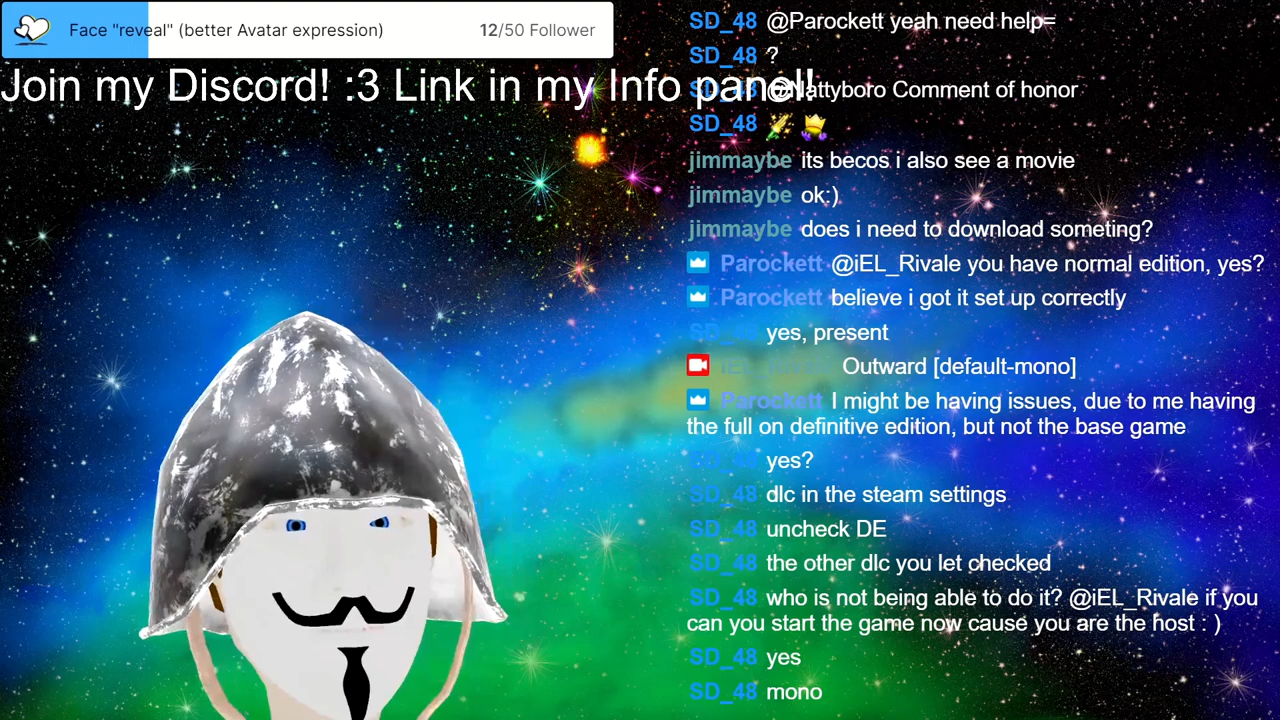 Face "reveal" (better Avatar expression) 12/50 Follower
Join my Discord! :3 Link in my Info panel!
SD_48 @Parockett yeah need help=
SD_48 ?
SD_48 @Nattyboro Comment of honor
SD_48
jimmaybe its becos i also see a movie
jimmaybe ok:)
jimmaybe does i need to download someting?
Parockett @iEL_Rivale you have normal edition, yes?
Parockett believe i got it set up correctly
SD_48 yes, present
iEL_Rivale Outward [default-mono]
Parockett I might be having issues, due to me having
the full on definitive edition, but not the base game
SD_48 yes?
SD_48 dlc in the steam settings
SD_48 uncheck DE
SD_48 the other dlc you let checked
SD_48 who is not being able to do it? @iEL_Rivale if you
can you start the game now cause you are the host : )
SD_48 yes
SD_48 mono